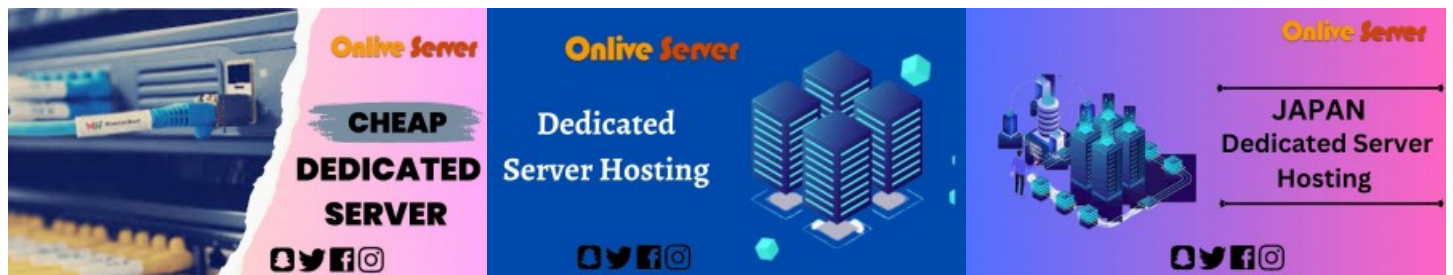 Onlive Server
CHEAP
DEDICATED
SERVER
Onlive Server
Dedicated
Server Hosting
Onlive Server
JAPAN
Dedicated Server
Hosting